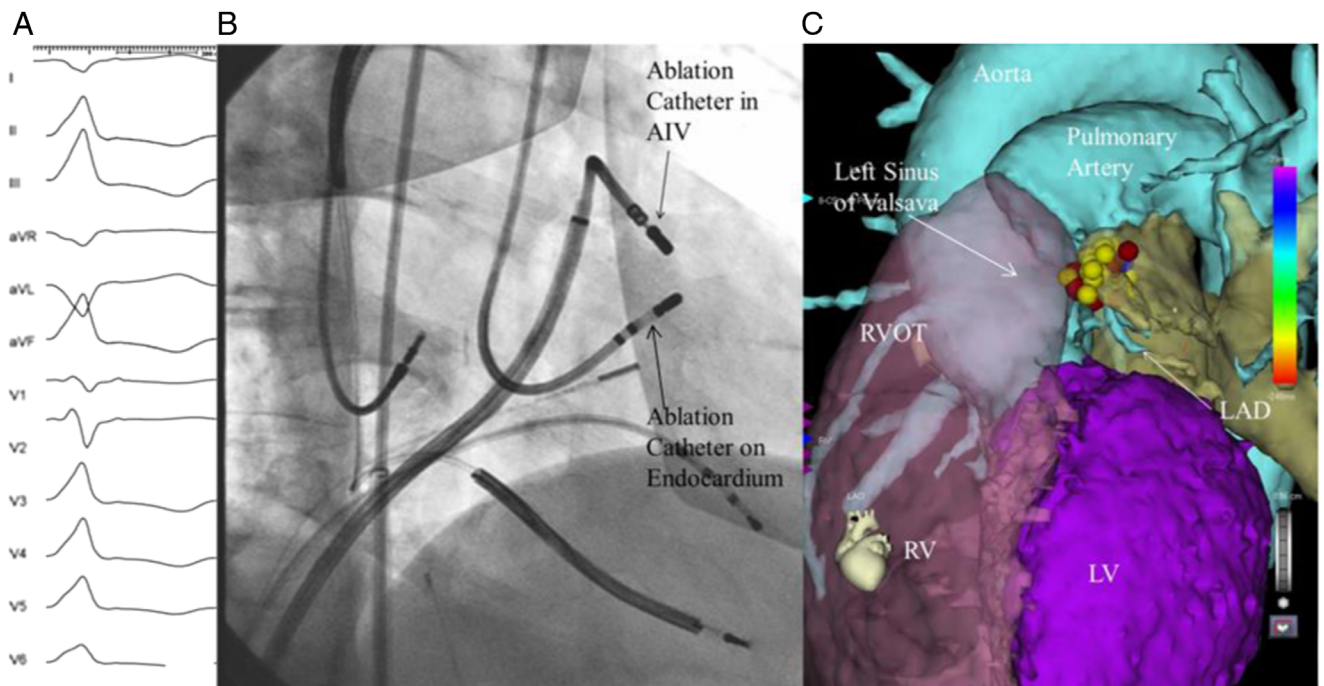 A
I
II
III
aVR
aVL
aVF
V1
V2
V3
V4
V5
V6
B
Ablation
Catheter in
AIV
Ablation
Catheter on
Endocardium
C
Aorta
Pulmonary
Artery
Left Sinus
of Valsava
RVOT
LAD
LAO
RV
LV